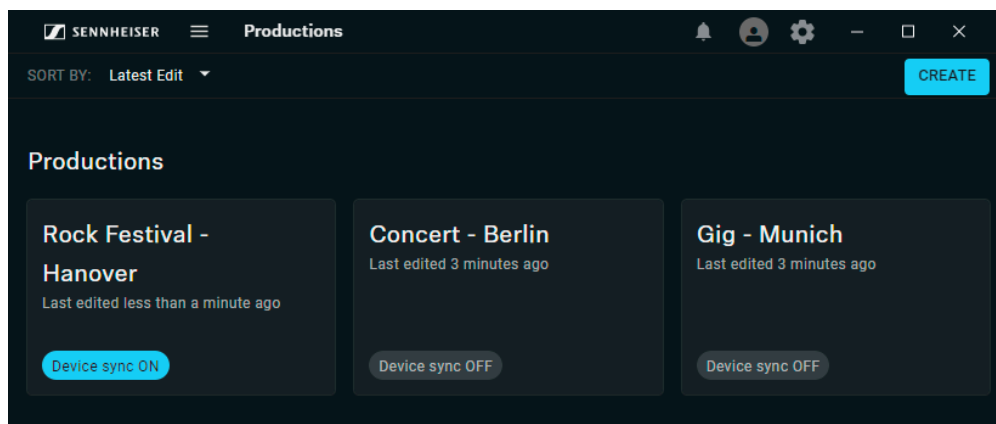 SENNHEISER Productions
SORT BY: Latest Edit
CREATE
Productions
Rock Festival -
Hanover
Last edited less than a minute ago
Device sync ON
Concert - Berlin
Last edited 3 minutes ago
Device sync OFF
Gig - Munich
Last edited 3 minutes ago
Device sync OFF